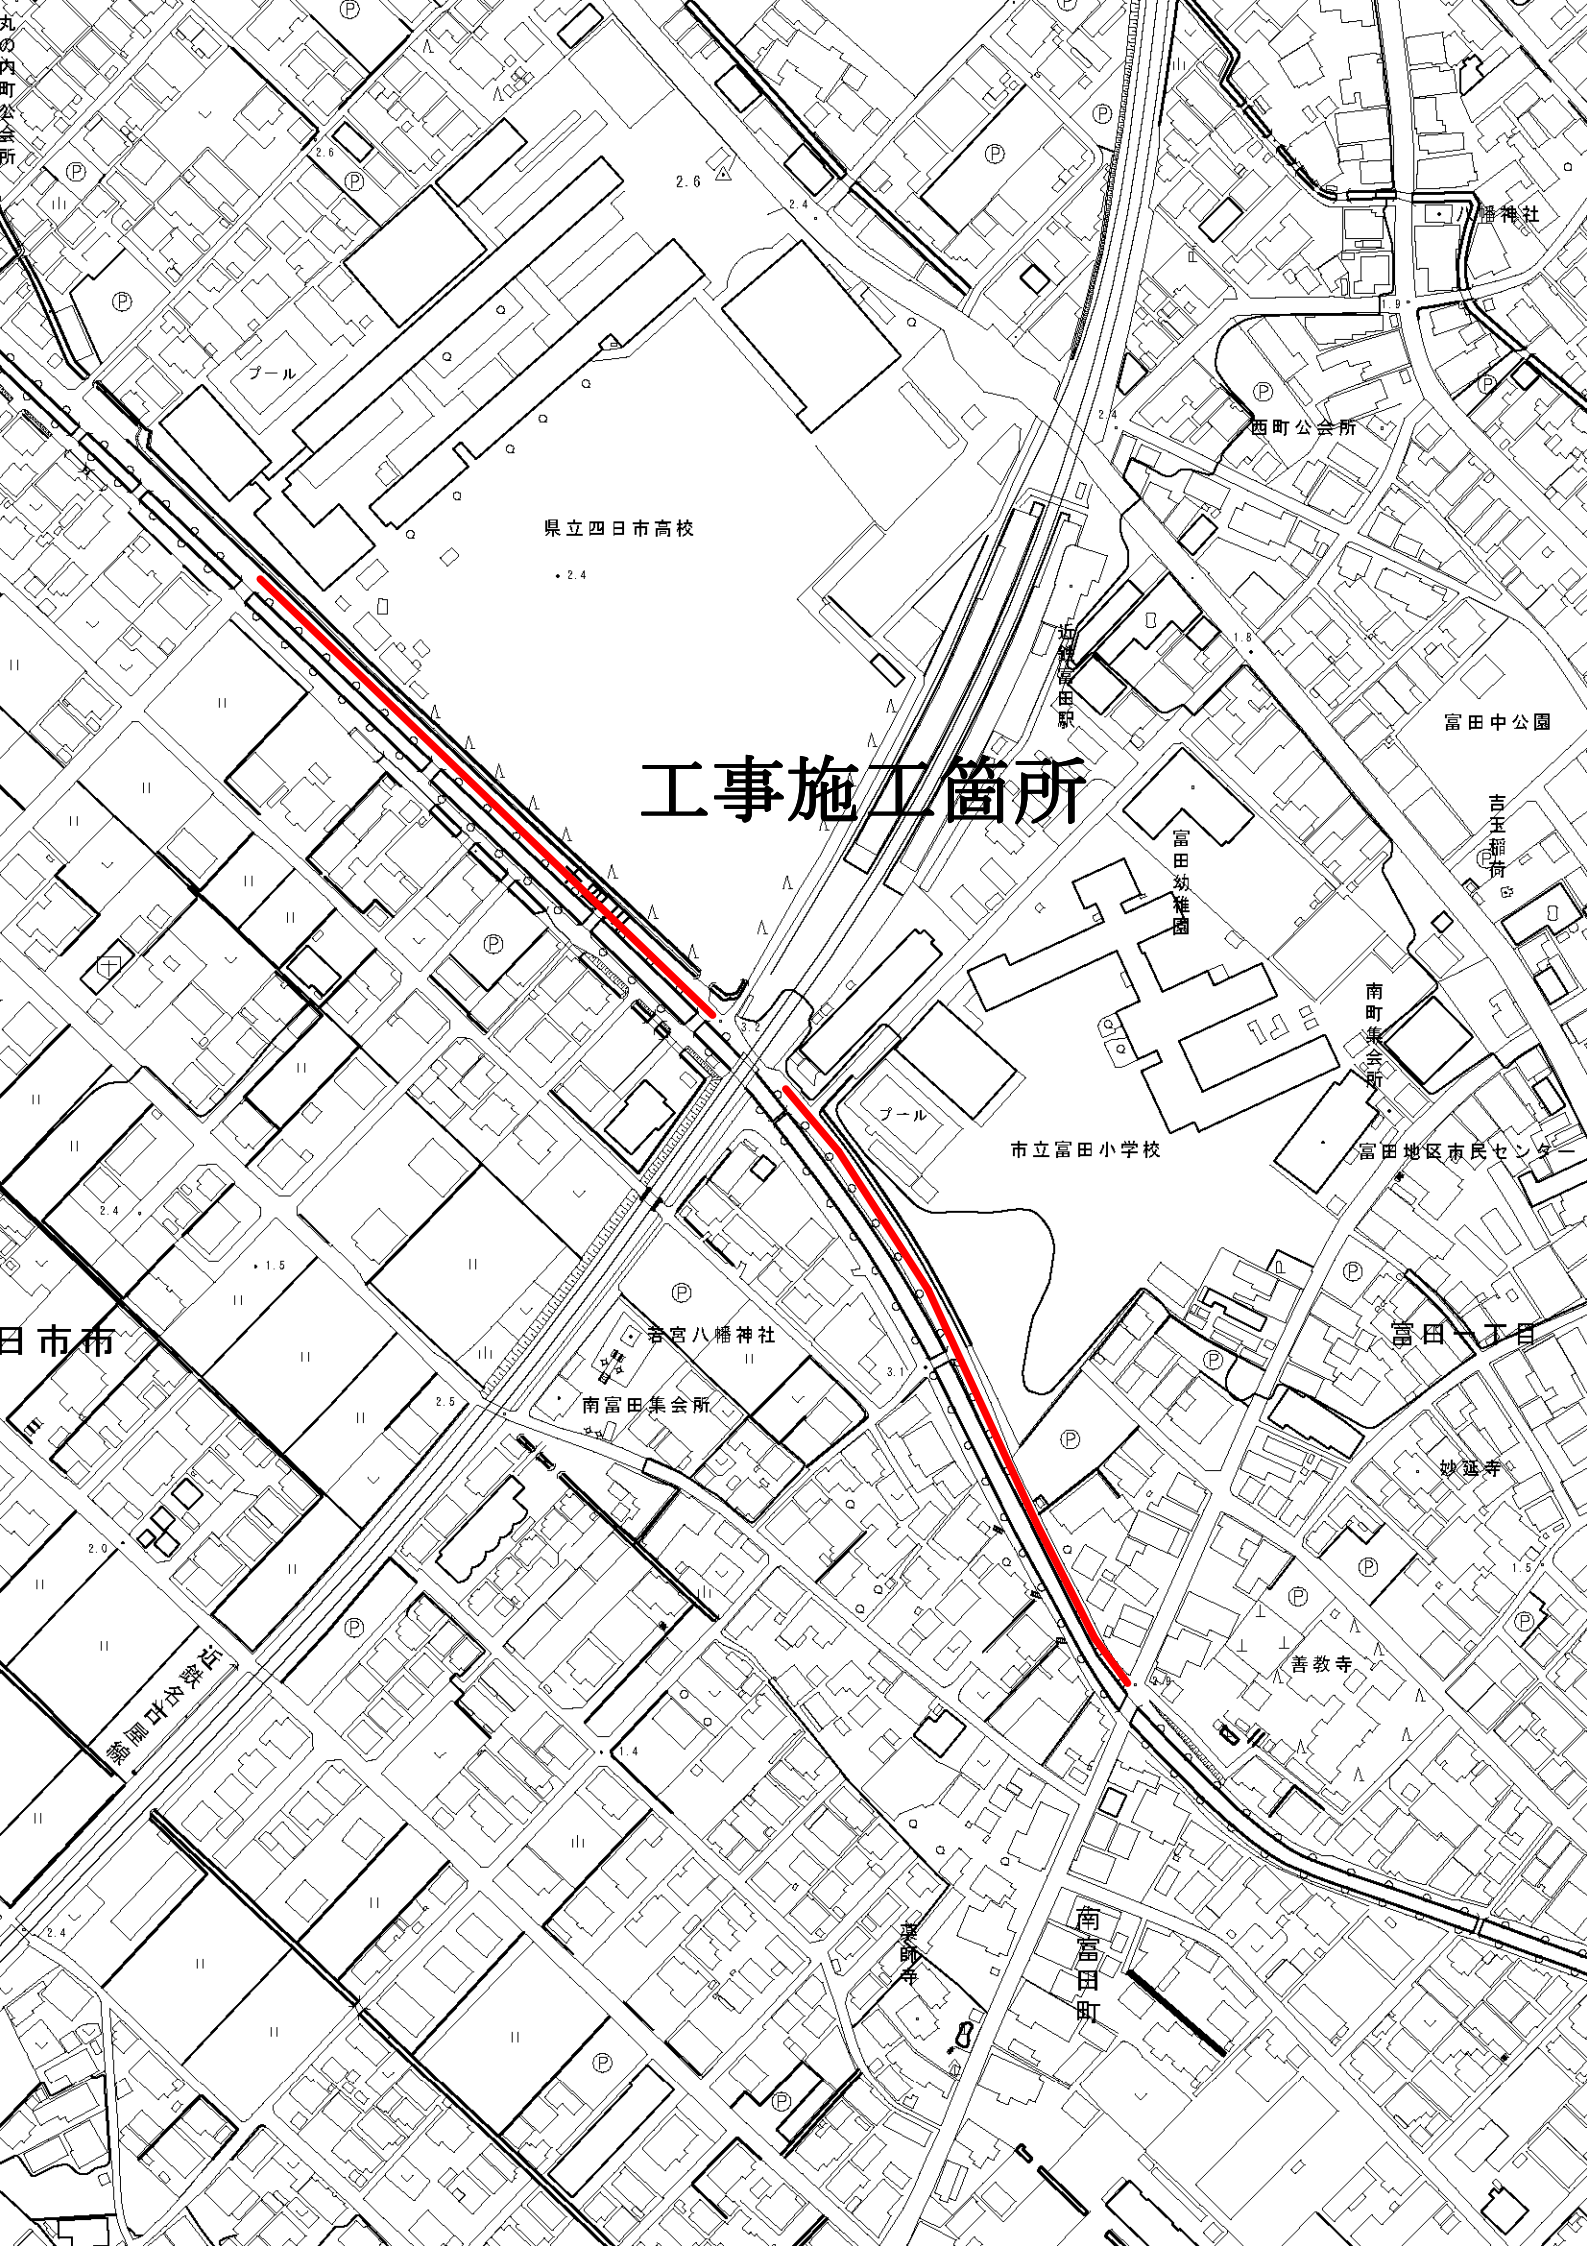 丸の内町公会所
2.6
2.6
2.4
八幡神社
1.9
プール
西町公会所
2.4
県立四日市高校
2.4
近鉄富田駅
1.8
富田中公園
工事施工箇所
吉玉稲荷
富田幼稚園
南町集会所
3.2
プール
市立富田小学校
富田地区市民センター
2.4
1.5
日市市
若宮八幡神社
富田一丁目
3.1
2.5
南富田集会所
妙延寺
2.0
1.5
善教寺
近鉄名古屋線
1.4
南富田町
薬師寺
2.4